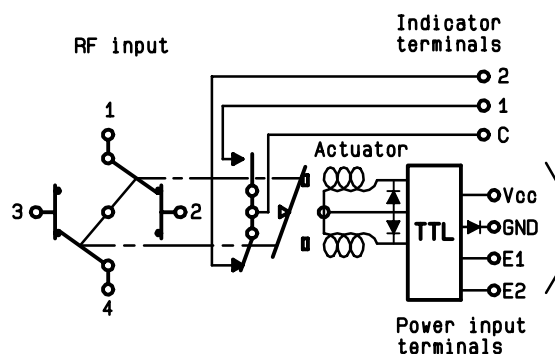 Indicator
terminals
RF input
2
1
C
1
Actuator
3
2
4
TTL
Vcc
GND
E1
E2
Power input
terminals